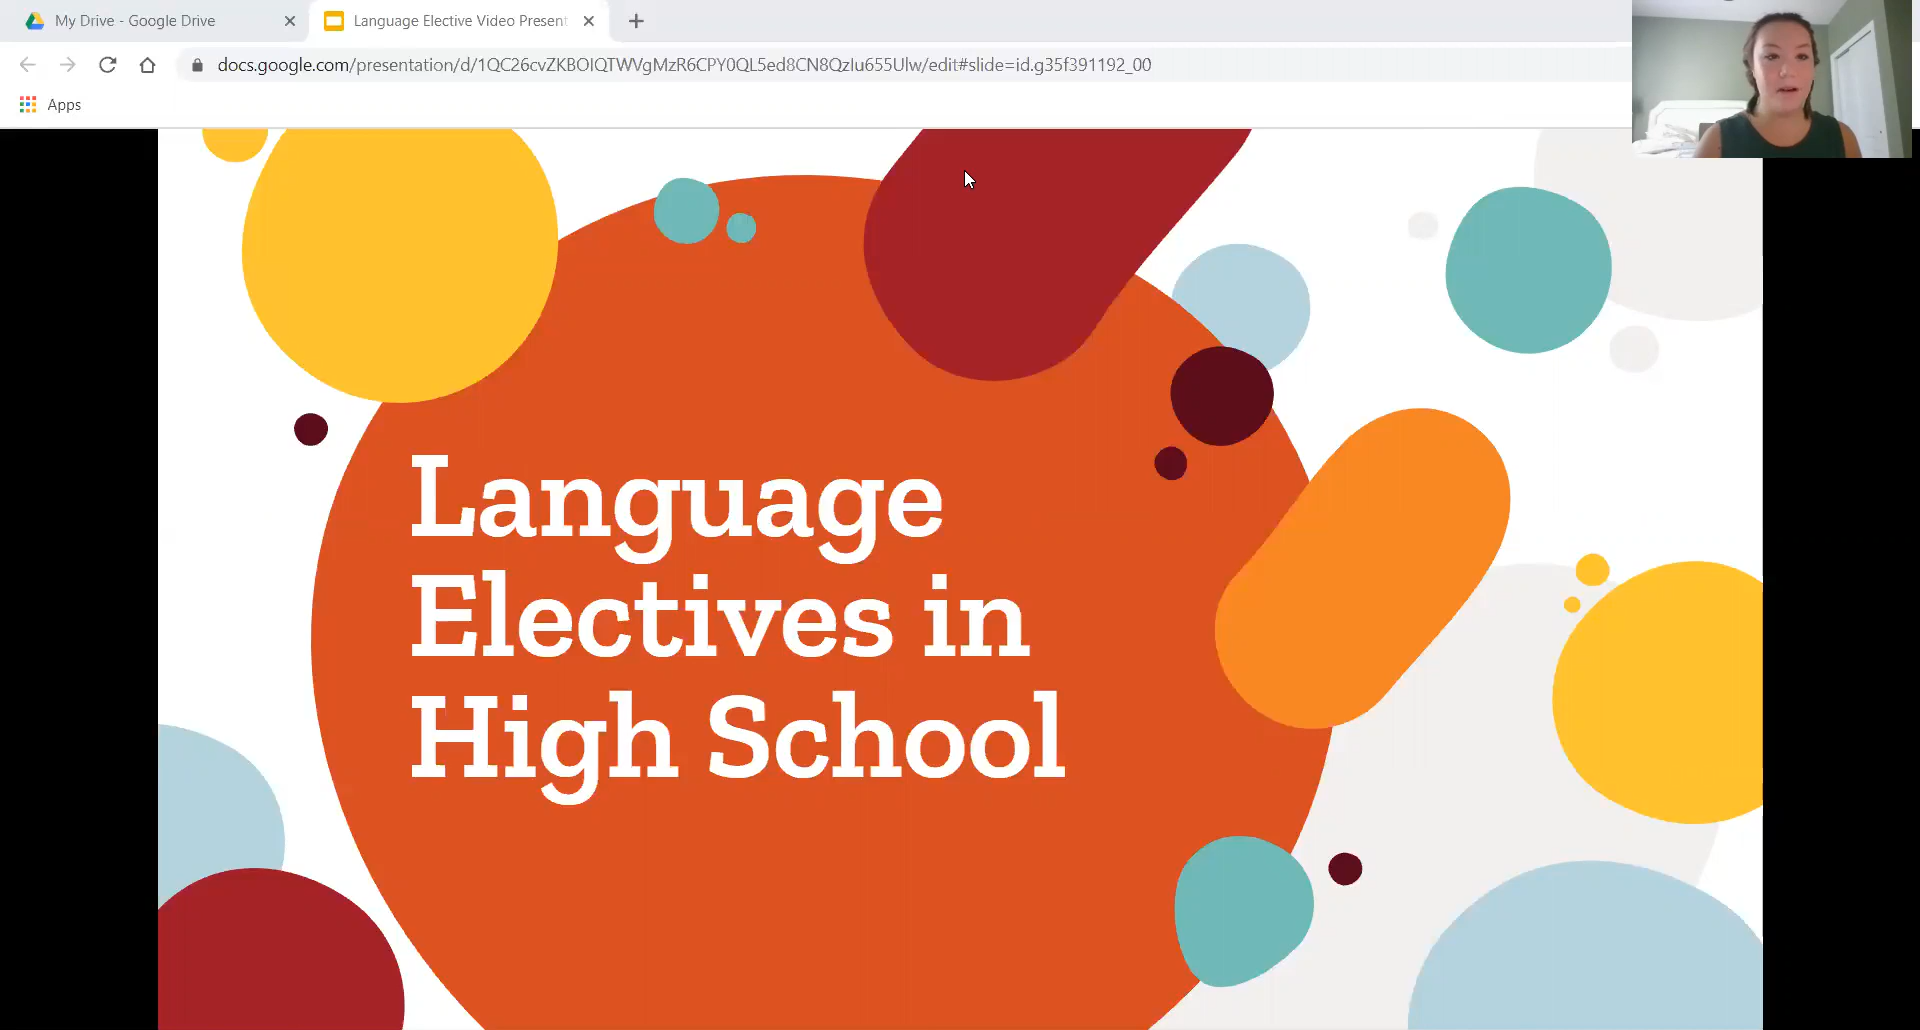 My Drive - Google Drive
Language Elective Video Present
docs.google.com/presentation/d/1QC26cvZKBOIQTWVgMzR6CPY0QL5ed8CN8QzIu655Ulw/edit#slide=id.g35f391192_00
Apps
Language
Electives in
High School